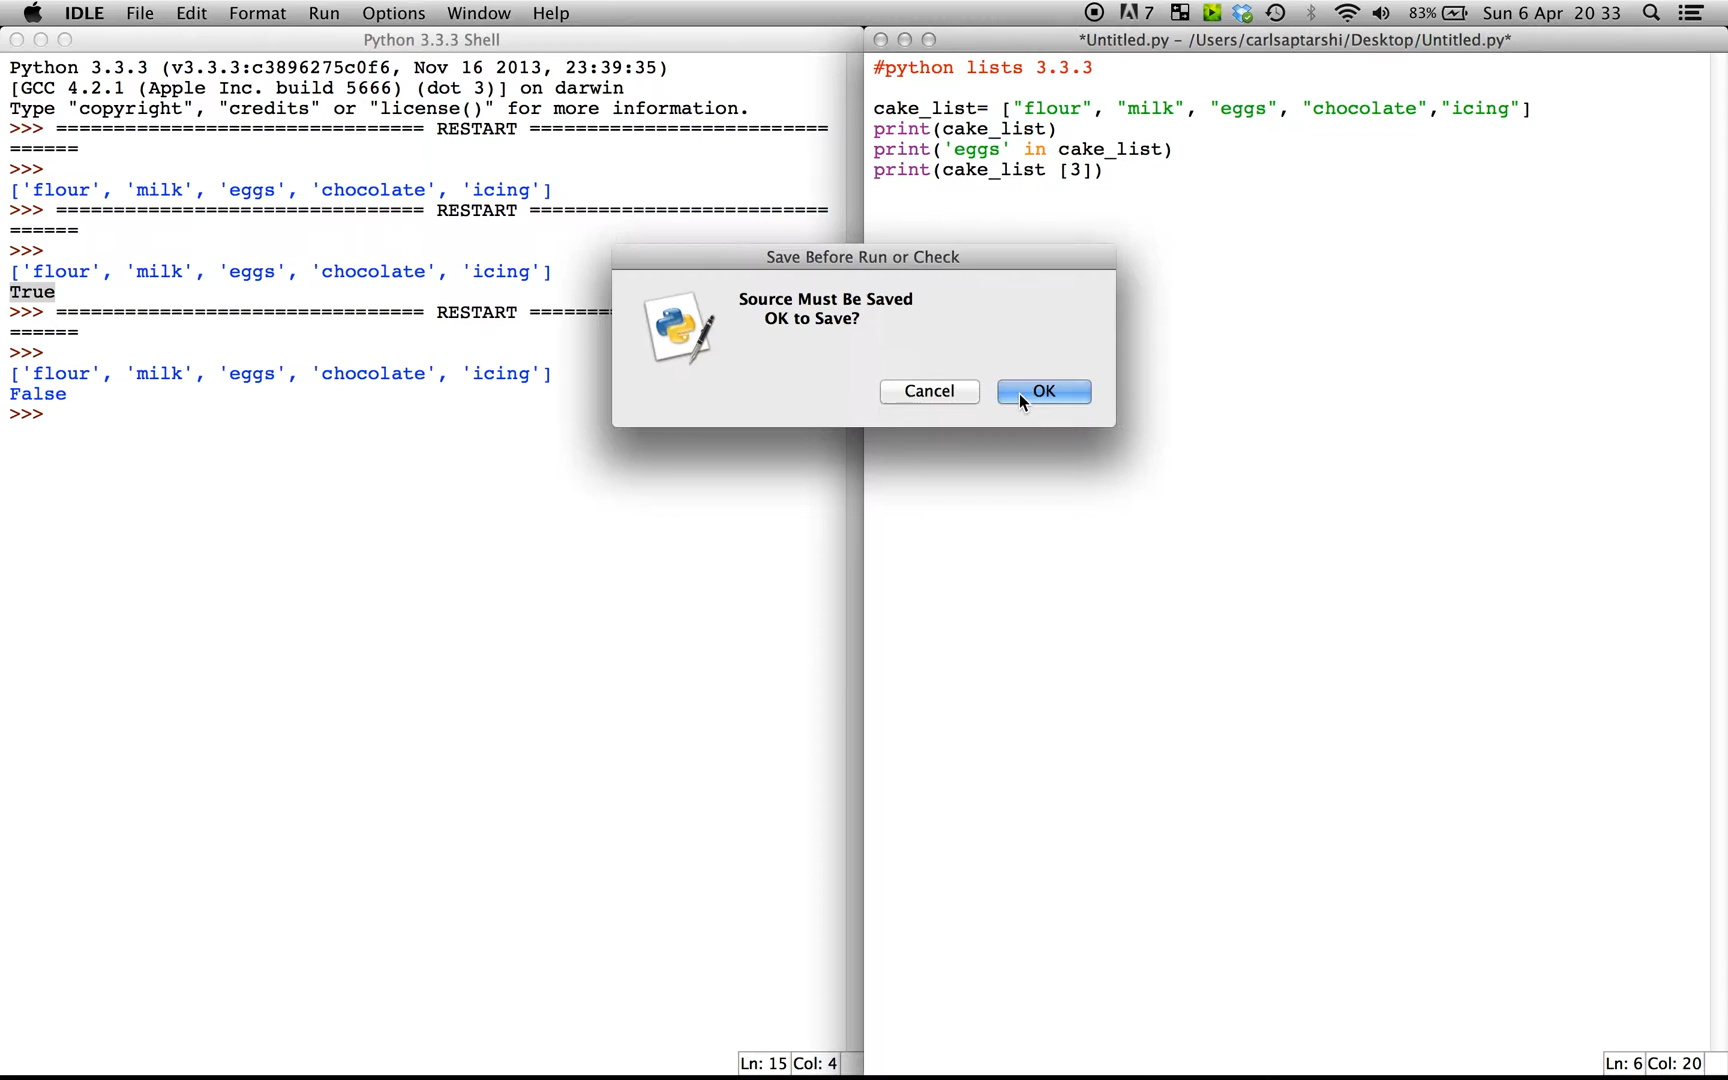 IDLE File Edit Format Run Options Window Help 7 83% Sun 6 Apr 20 33
Python 3.3.3 Shell
Python 3.3.3 (v3.3.3:c3896275c0f6, Nov 16 2013, 23:39:35)
[GCC 4.2.1 (Apple Inc. build 5666) (dot 3)] on darwin
Type "copyright", "credits" or "license()" for more information.
>>> ================================ RESTART ==========================
======
>>>
['flour', 'milk', 'eggs', 'chocolate', 'icing']
>>> ================================ RESTART ==========================
======
>>>
['flour', 'milk', 'eggs', 'chocolate', 'icing']
True
>>> ================================ RESTART =======
======
>>>
['flour', 'milk', 'eggs', 'chocolate', 'icing']
False
>>>
Ln: 15 Col: 4
*Untitled.py - /Users/carlsaptarshi/Desktop/Untitled.py*
#python lists 3.3.3
cake_list= ["flour", "milk", "eggs", "chocolate","icing"]
print(cake_list)
print('eggs' in cake_list)
print(cake_list [3])
Save Before Run or Check
Source Must Be Saved
OK to Save?
Cancel OK
Ln: 6 Col: 20